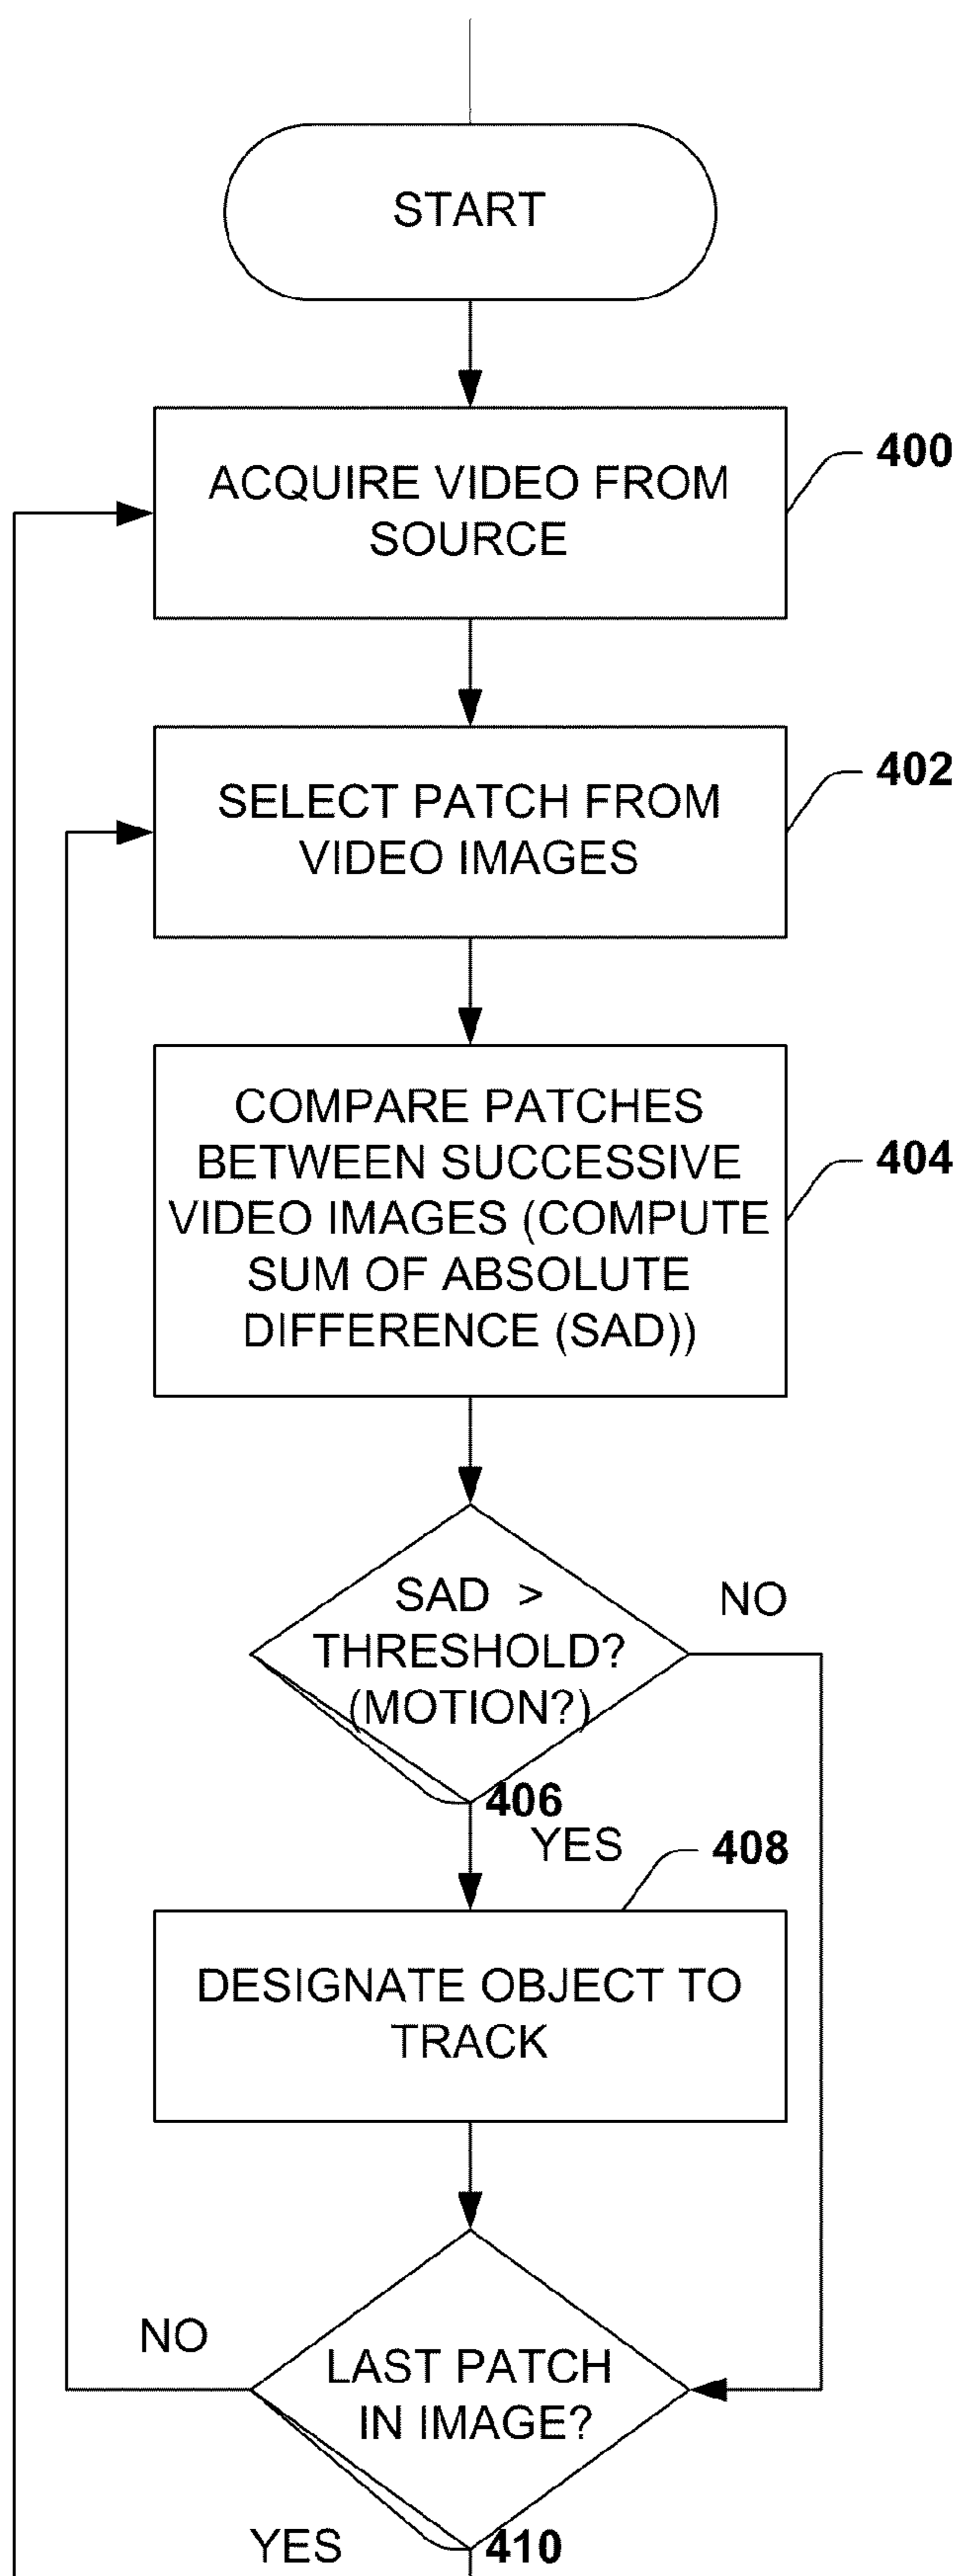 START
ACQUIRE VIDEO FROM
SOURCE
400
SELECT PATCH FROM
VIDEO IMAGES
402
COMPARE PATCHES
BETWEEN SUCCESSIVE
VIDEO IMAGES (COMPUTE
SUM OF ABSOLUTE
DIFFERENCE (SAD))
404
SAD >
THRESHOLD?
(MOTION?)
NO
406
YES
408
DESIGNATE OBJECT TO
TRACK
NO
LAST PATCH
IN IMAGE?
YES
410